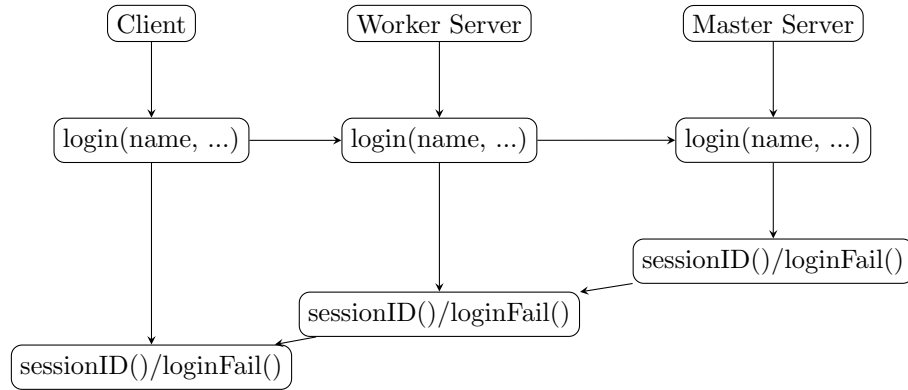 Client
Worker Server
Master Server
login(name, ...)
login(name, ...)
login(name, ...)
sessionID()/loginFail()
sessionID()/loginFail()
sessionID()/loginFail()